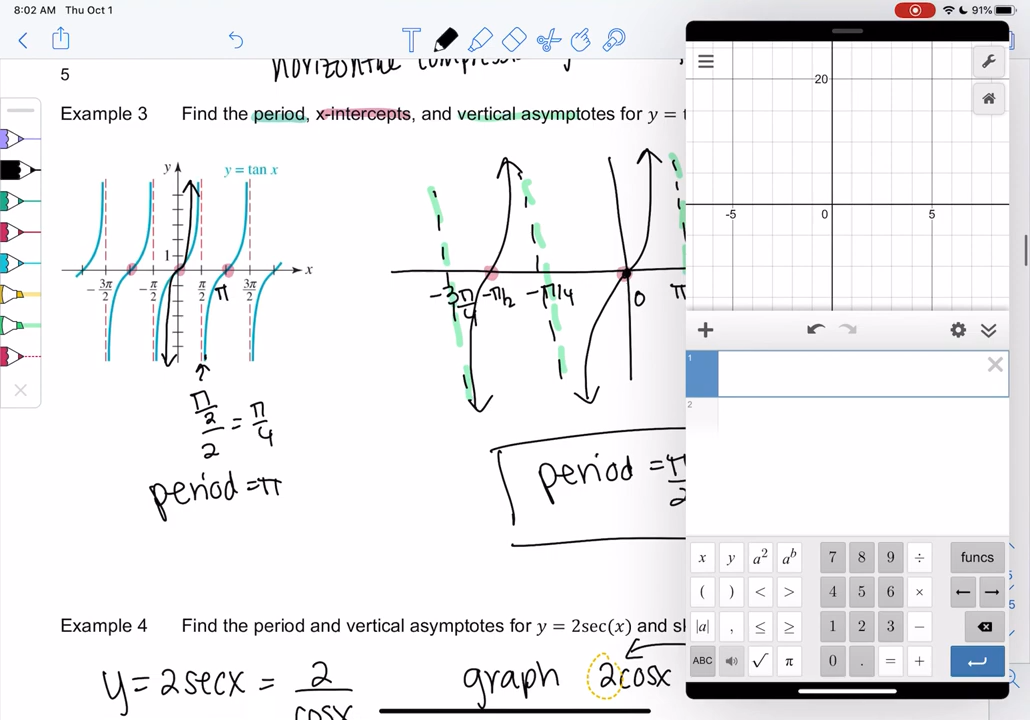 8:02 AM Thu Oct 1
91%
5
horizontal
Example 3 Find the period, x-intercepts, and vertical asymptotes for y =
y
y = tan x
1
x
− 3π/2
− π/2
π/2
π
3π/2
π/2 / 2 = π/4
period = π
-3π/4
-π/2
-π/4
0
π
period = π/2
Example 4 Find the period and vertical asymptotes for y = 2sec(x) and sk
y = 2secx = 2/cosx
graph 2cosx
20
-5
0
5
1
2
x y a² aᵇ 7 8 9 ÷ funcs
( ) < > 4 5 6 × ← →
|a| , ≤ ≥ 1 2 3 −
ABC √ π 0 . = +
5
5